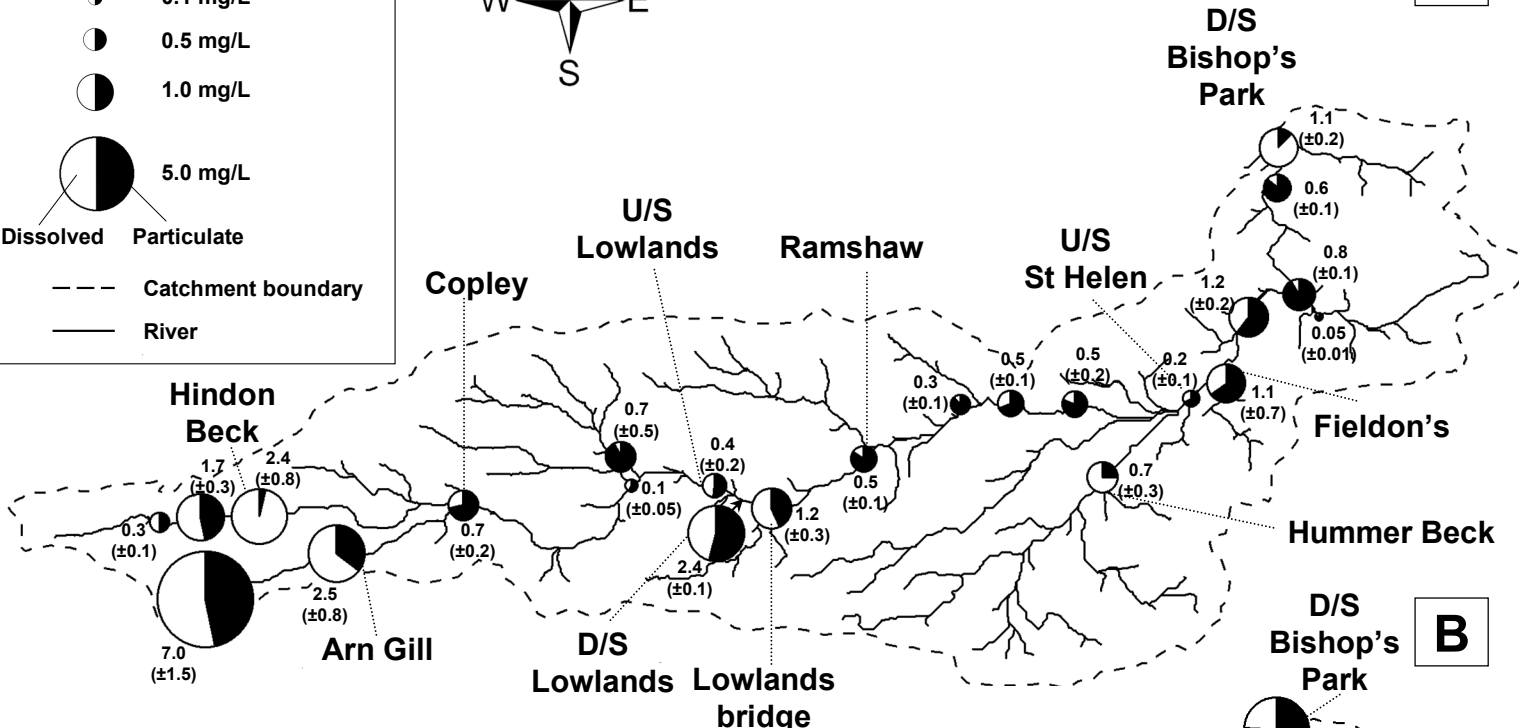 W
E
S
0.5 mg/L
1.0 mg/L
5.0 mg/L
Dissolved
Particulate
Catchment boundary
River
D/S
Bishop's
Park
1.1
(±0.2)
0.6
(±0.1)
0.8
(±0.1)
1.2
(±0.2)
0.05
(±0.01)
U/S
Lowlands
Ramshaw
U/S
St Helen
Copley
Hindon
Beck
1.7
(±0.3)
2.4
(±0.8)
0.3
(±0.1)
7.0
(±1.5)
2.5
(±0.8)
Arn Gill
0.7
(±0.2)
0.7
(±0.5)
0.1
(±0.05)
0.4
(±0.2)
2.4
(±0.1)
1.2
(±0.3)
D/S
Lowlands
Lowlands
bridge
0.5
(±0.1)
0.3
(±0.1)
0.5
(±0.1)
0.5
(±0.2)
0.2
(±0.1)
1.1
(±0.7)
Fieldon's
0.7
(±0.3)
Hummer Beck
D/S
Bishop's
Park
B